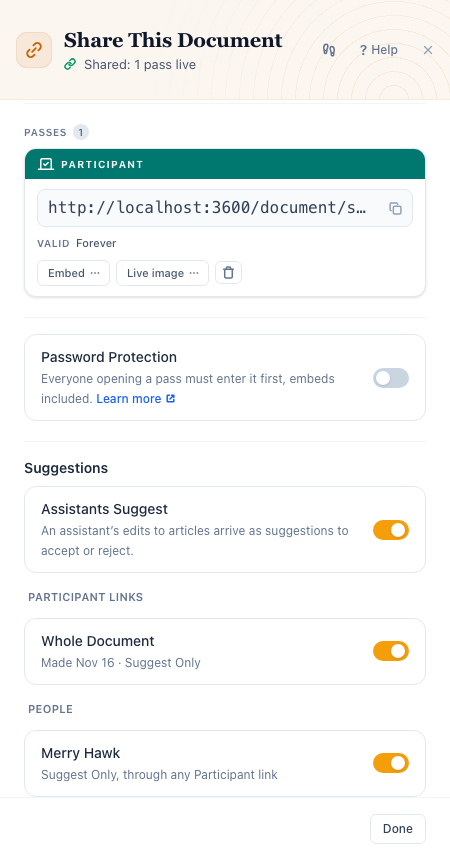 Share This Document
Shared: 1 pass live
? Help
PASSES 1
PARTICIPANT
http://localhost:3600/document/s…
VALID Forever
Embed ···
Live image ···
Password Protection
Everyone opening a pass must enter it first, embeds
included. Learn more
Suggestions
Assistants Suggest
An assistant’s edits to articles arrive as suggestions to
accept or reject.
PARTICIPANT LINKS
Whole Document
Made Nov 16 · Suggest Only
PEOPLE
Merry Hawk
Suggest Only, through any Participant link
Done